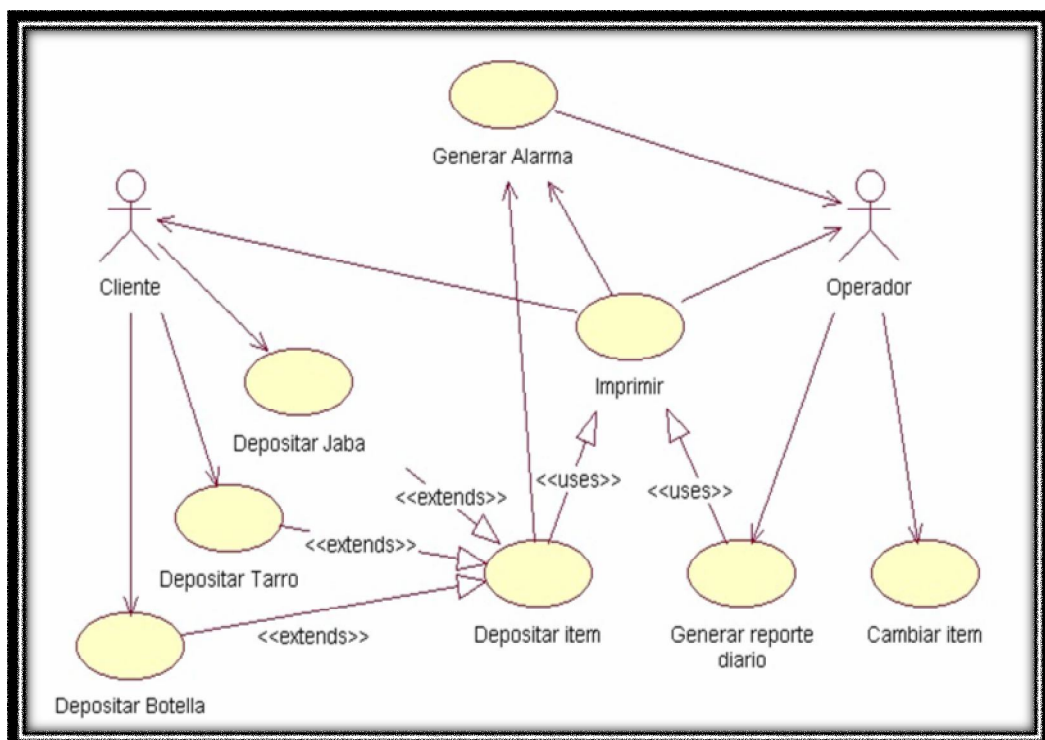 Generar Alarma
Cliente
Operador
Imprimir
Depositar Jaba
<<extends>>
<<uses>>
<<uses>>
<<extends>>
Depositar Tarro
<<extends>>
Depositar item
Generar reporte
diario
Cambiar item
Depositar Botella